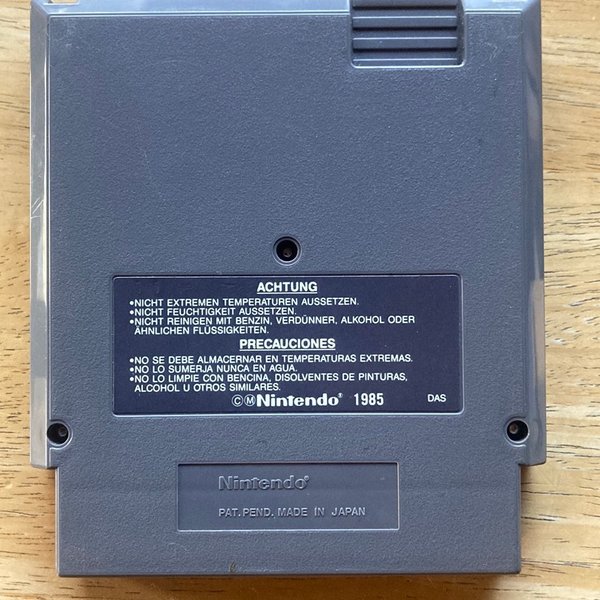 ACHTUNG
•NICHT EXTREMEN TEMPERATUREN AUSSETZEN.
•NICHT FEUCHTIGKEIT AUSSETZEN.
•NICHT REINIGEN MIT BENZIN, VERDÜNNER, ALKOHOL ODER
ÄHNLICHEN FLÜSSIGKEITEN.
PRECAUCIONES
•NO SE DEBE ALMACERNAR EN TEMPERATURAS EXTREMAS.
•NO LO SUMERJA NUNCA EN AGUA.
•NO LO LIMPIE CON BENCINA, DISOLVENTES DE PINTURAS,
ALCOHOL U OTROS SIMILARES.
©Ⓜ Nintendo® 1985 DAS
Nintendo®
PAT. PEND. MADE IN JAPAN